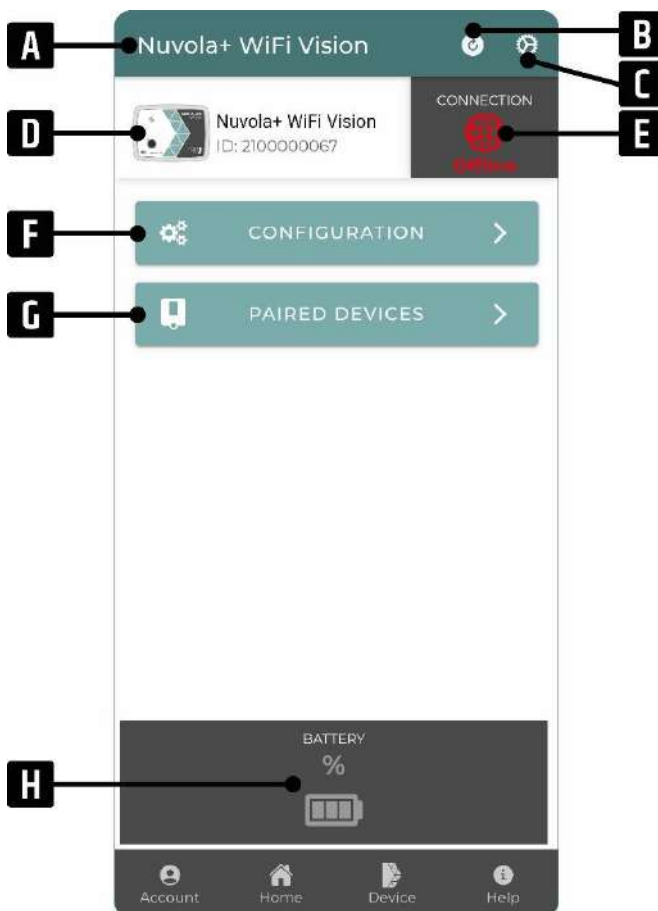 A
Nuvola+ WiFi Vision
B
C
D
Nuvola+ WiFi Vision
ID: 2100000067
CONNECTION
Offline
E
F
CONFIGURATION
G
PAIRED DEVICES
H
BATTERY
%
Account Home Device Help